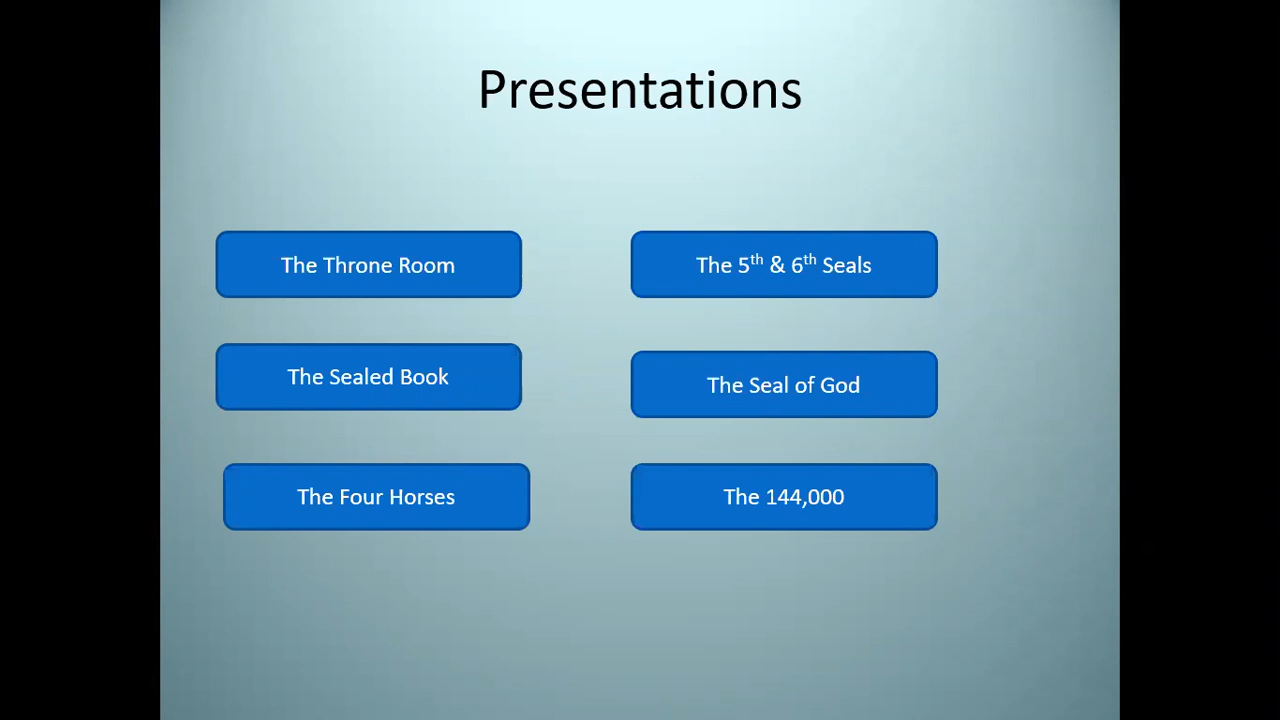 Presentations
The Throne Room
The Sealed Book
The Four Horses
The 5th & 6th Seals
The Seal of God
The 144,000